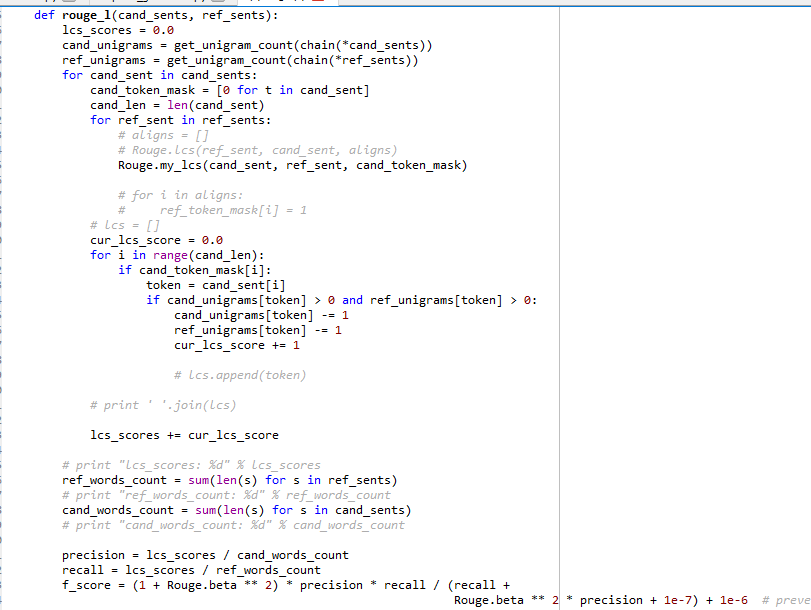 def rouge_l(cand_sents, ref_sents):
    lcs_scores = 0.0
    cand_unigrams = get_unigram_count(chain(*cand_sents))
    ref_unigrams = get_unigram_count(chain(*ref_sents))
    for cand_sent in cand_sents:
        cand_token_mask = [0 for t in cand_sent]
        cand_len = len(cand_sent)
        for ref_sent in ref_sents:
            # aligns = []
            # Rouge.lcs(ref_sent, cand_sent, aligns)
            Rouge.my_lcs(cand_sent, ref_sent, cand_token_mask)
            # for i in aligns:
            #     ref_token_mask[i] = 1
        # lcs = []
        cur_lcs_score = 0.0
        for i in range(cand_len):
            if cand_token_mask[i]:
                token = cand_sent[i]
                if cand_unigrams[token] > 0 and ref_unigrams[token] > 0:
                    cand_unigrams[token] -= 1
                    ref_unigrams[token] -= 1
                    cur_lcs_score += 1
                    # lcs.append(token)
        # print ' '.join(lcs)
        lcs_scores += cur_lcs_score
    # print "lcs_scores: %d" % lcs_scores
    ref_words_count = sum(len(s) for s in ref_sents)
    # print "ref_words_count: %d" % ref_words_count
    cand_words_count = sum(len(s) for s in cand_sents)
    # print "cand_words_count: %d" % cand_words_count
    precision = lcs_scores / cand_words_count
    recall = lcs_scores / ref_words_count
    f_score = (1 + Rouge.beta ** 2) * precision * recall / (recall +
                                                            Rouge.beta ** 2 * precision + 1e-7) + 1e-6  # preve